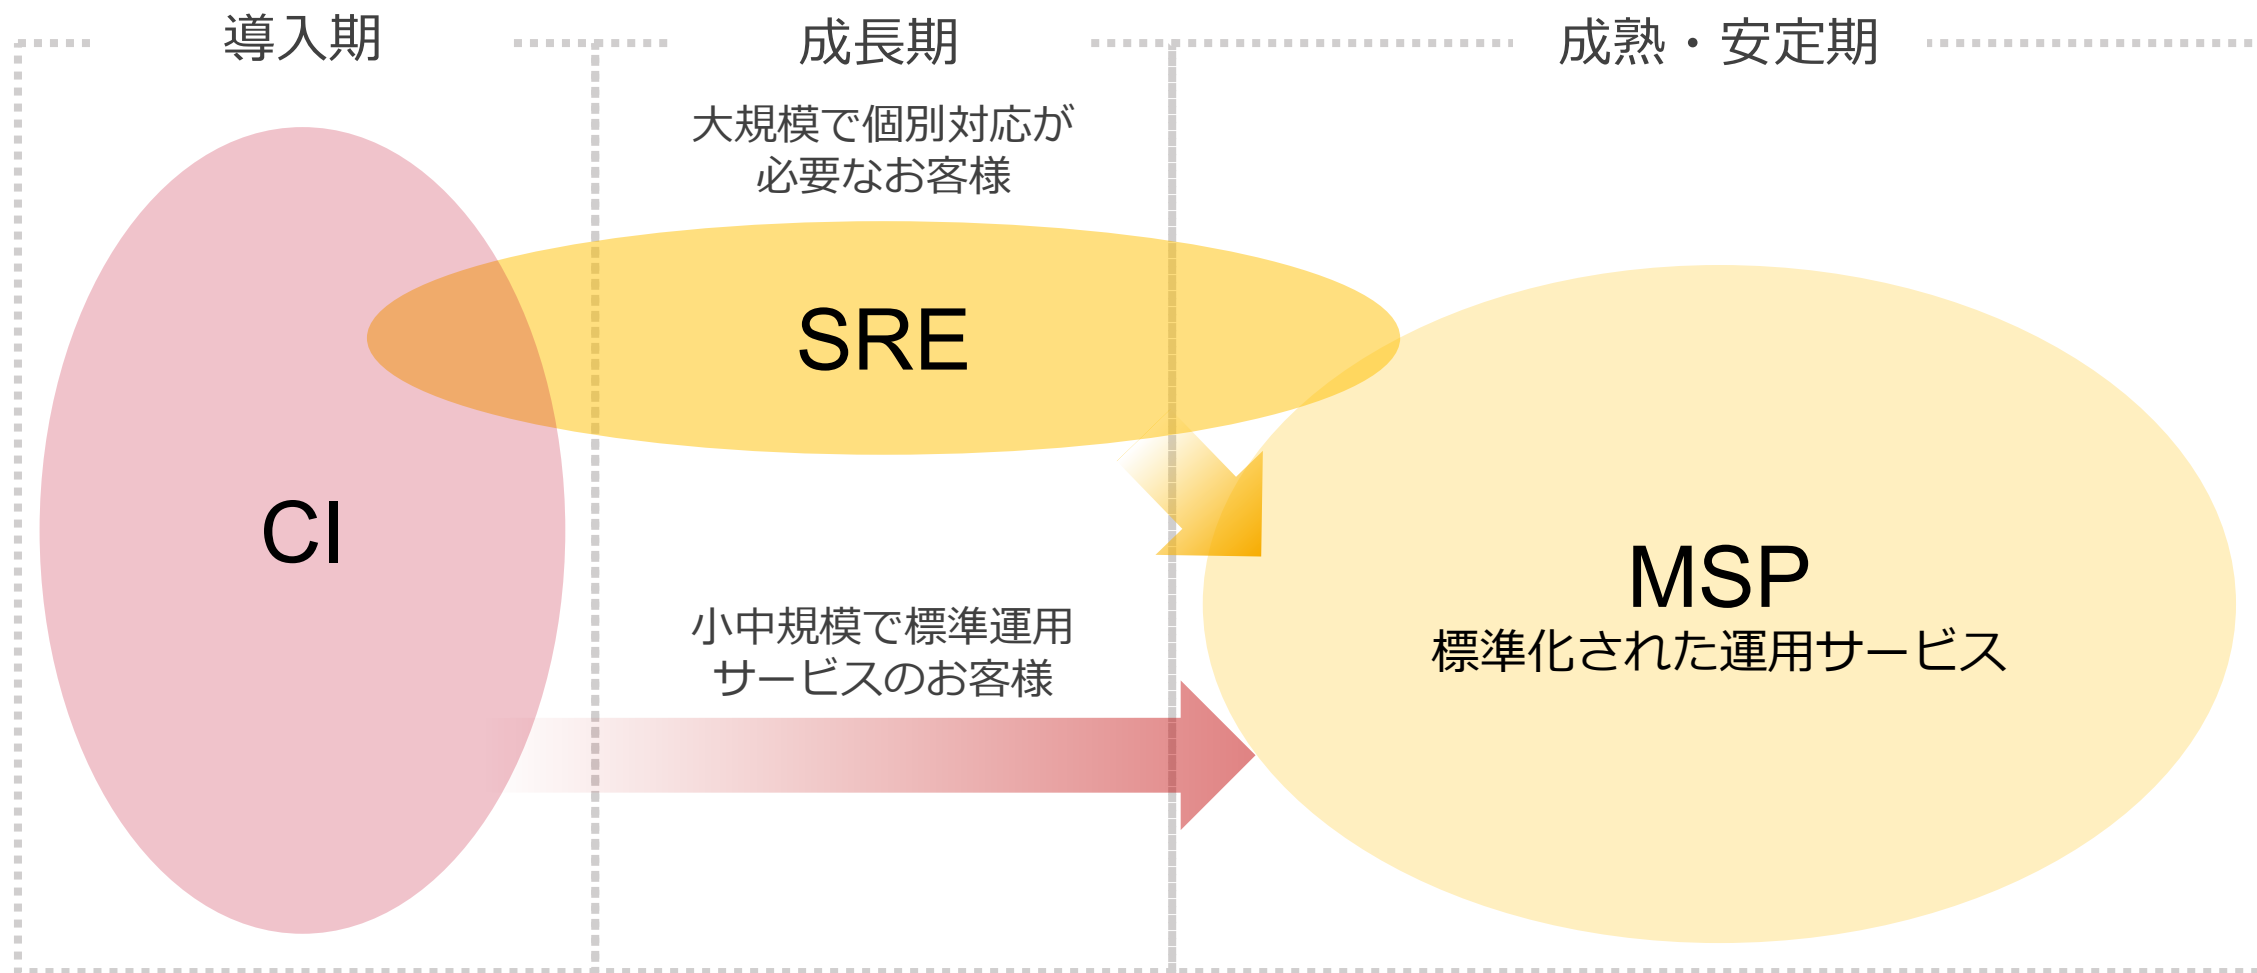 導入期
成長期
成熟・安定期
大規模で個別対応が
必要なお客様
SRE
CI
MSP
標準化された運用サービス
小中規模で標準運用
サービスのお客様